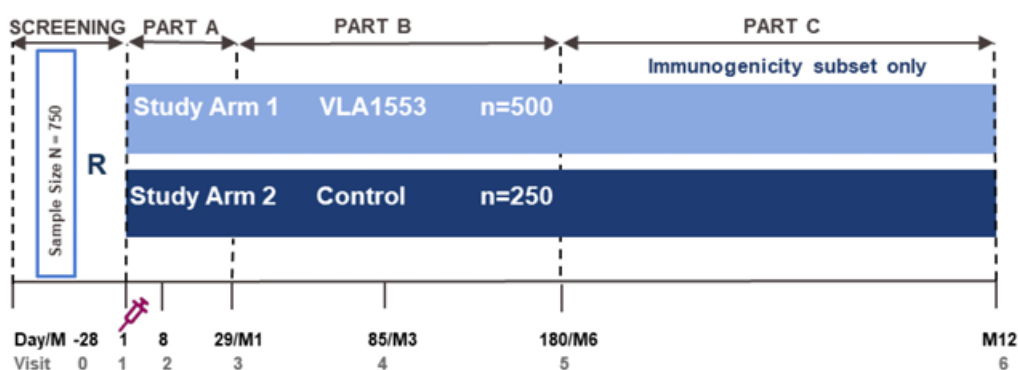 SCREENING PART A PART B PART C
Immunogenicity subset only
Sample Size N = 750
R
Study Arm 1 VLA1553 n=500
Study Arm 2 Control n=250
Day/M -28 1 8 29/M1 85/M3 180/M6 M12
Visit 0 1 2 3 4 5 6